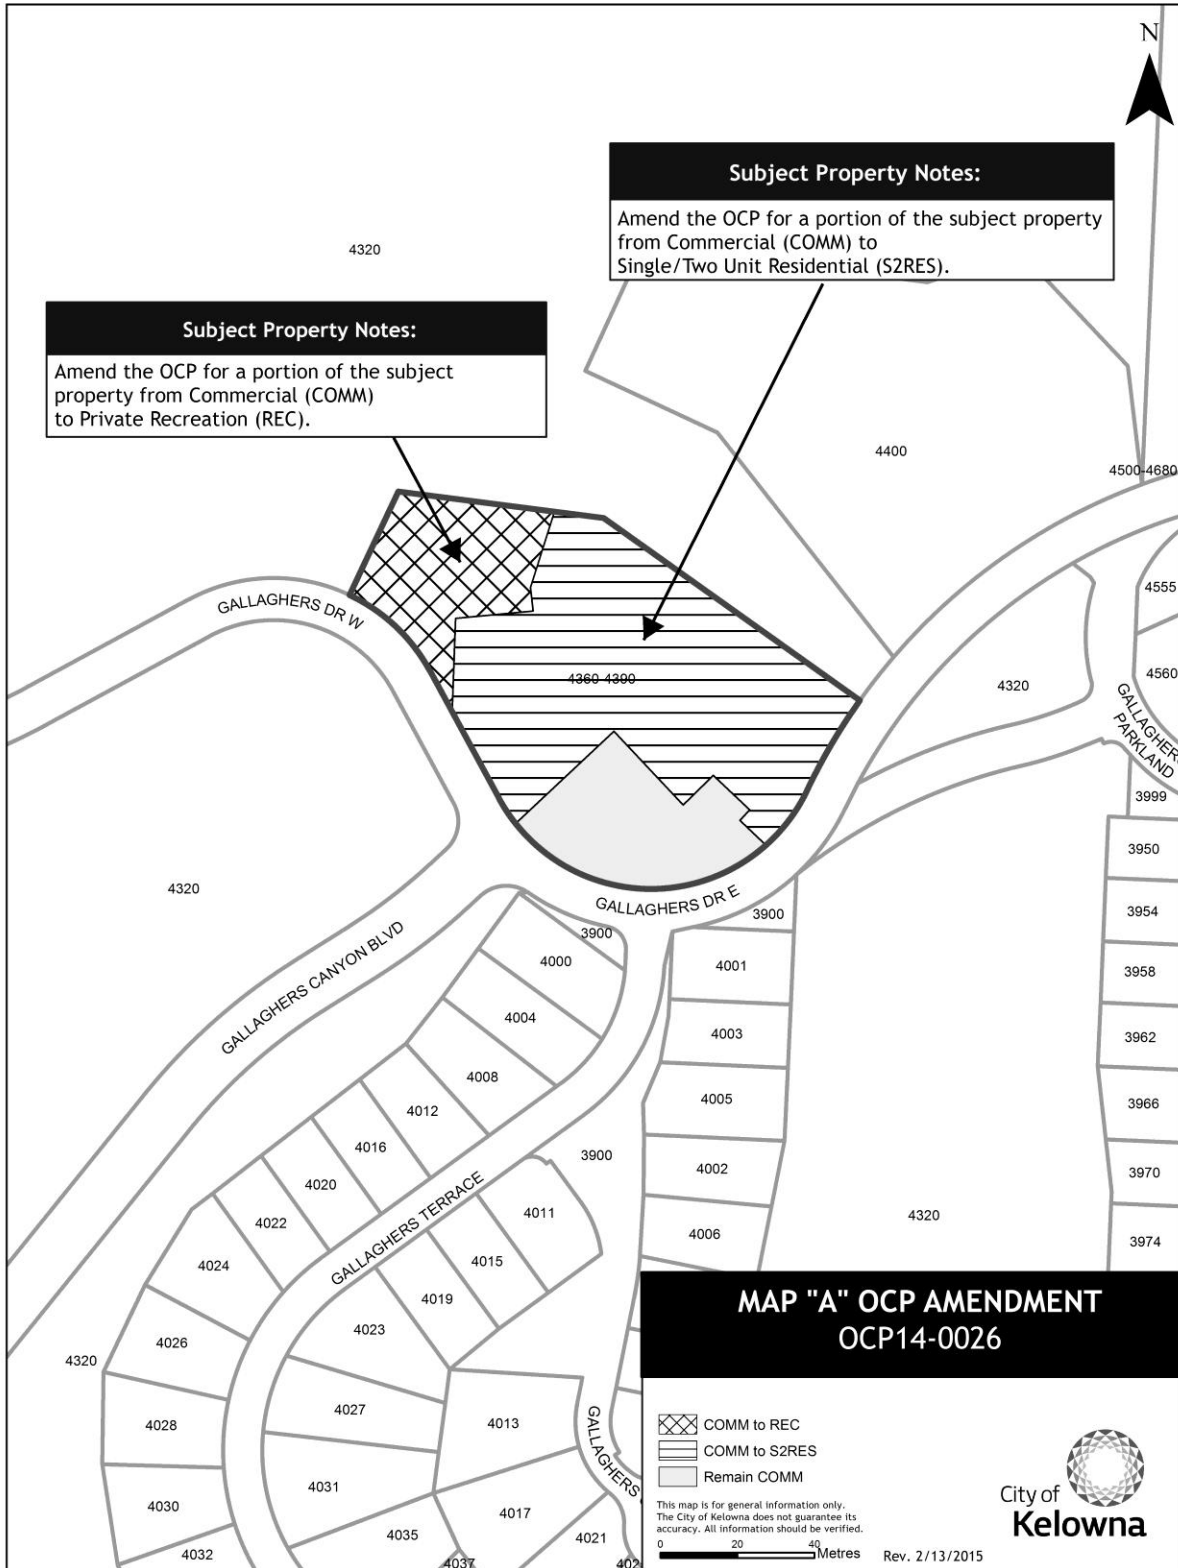 N
Subject Property Notes:
Amend the OCP for a portion of the subject property
from Commercial (COMM) to
Single/Two Unit Residential (S2RES).
4320
Subject Property Notes:
Amend the OCP for a portion of the subject
property from Commercial (COMM)
to Private Recreation (REC).
4400
4500-4680
4555
GALLAGHERS DR W
4560
4360-4390
4320
GALLAGHERS
PARKLAND
3999
3950
4320
3954
GALLAGHERS DR E
3900
3900
4000
4001
3958
GALLAGHERS CANYON BLVD
4004
4003
3962
4008
4005
3966
4012
4016
3900
4002
3970
4020
GALLAGHERS TERRACE
4011
4320
4022
4006
3974
4015
4024
4019
4023
4026
4320
4027
4028
4013
GALLAGHERS
4031
4030
4017
4035
4021
4032
4037
402
MAP "A" OCP AMENDMENT
OCP14-0026
COMM to REC
COMM to S2RES
Remain COMM
This map is for general information only.
The City of Kelowna does not guarantee its
accuracy. All information should be verified.
0 20 40 Metres
Rev. 2/13/2015
City of
Kelowna